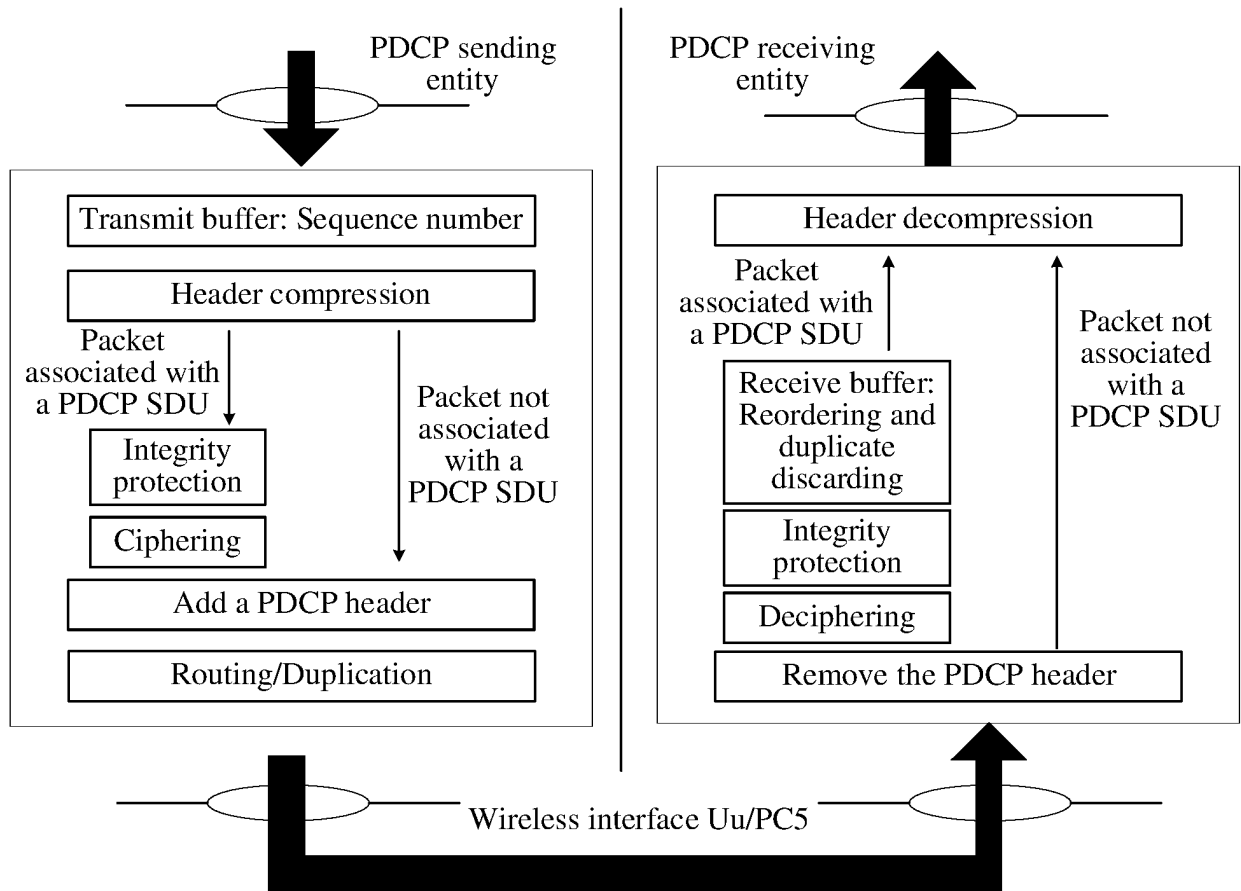 PDCP sending
entity
Transmit buffer: Sequence number
Header compression
Packet
associated with
a PDCP SDU
Packet not
associated
with a
PDCP SDU
Integrity
protection
Ciphering
Add a PDCP header
Routing/Duplication
PDCP receiving
entity
Header decompression
Packet
associated with
a PDCP SDU
Packet not
associated
with a
PDCP SDU
Receive buffer:
Reordering and
duplicate
discarding
Integrity
protection
Deciphering
Remove the PDCP header
Wireless interface Uu/PC5